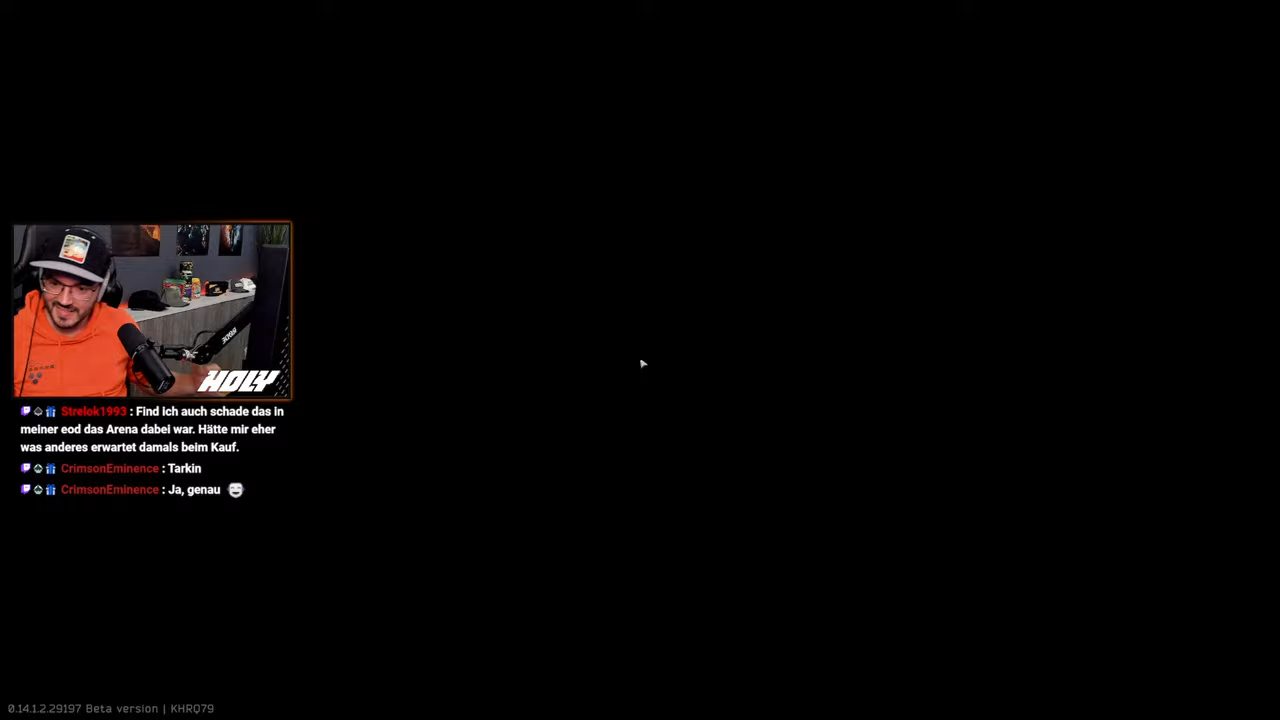 HOLY
Strelok1993 : Find ich auch schade das in
meiner eod das Arena dabei war. Hätte mir eher
was anderes erwartet damals beim Kauf.
CrimsonEminence : Tarkin
CrimsonEminence : Ja, genau
0.14.1.2.29197 Beta version | KHRQ79